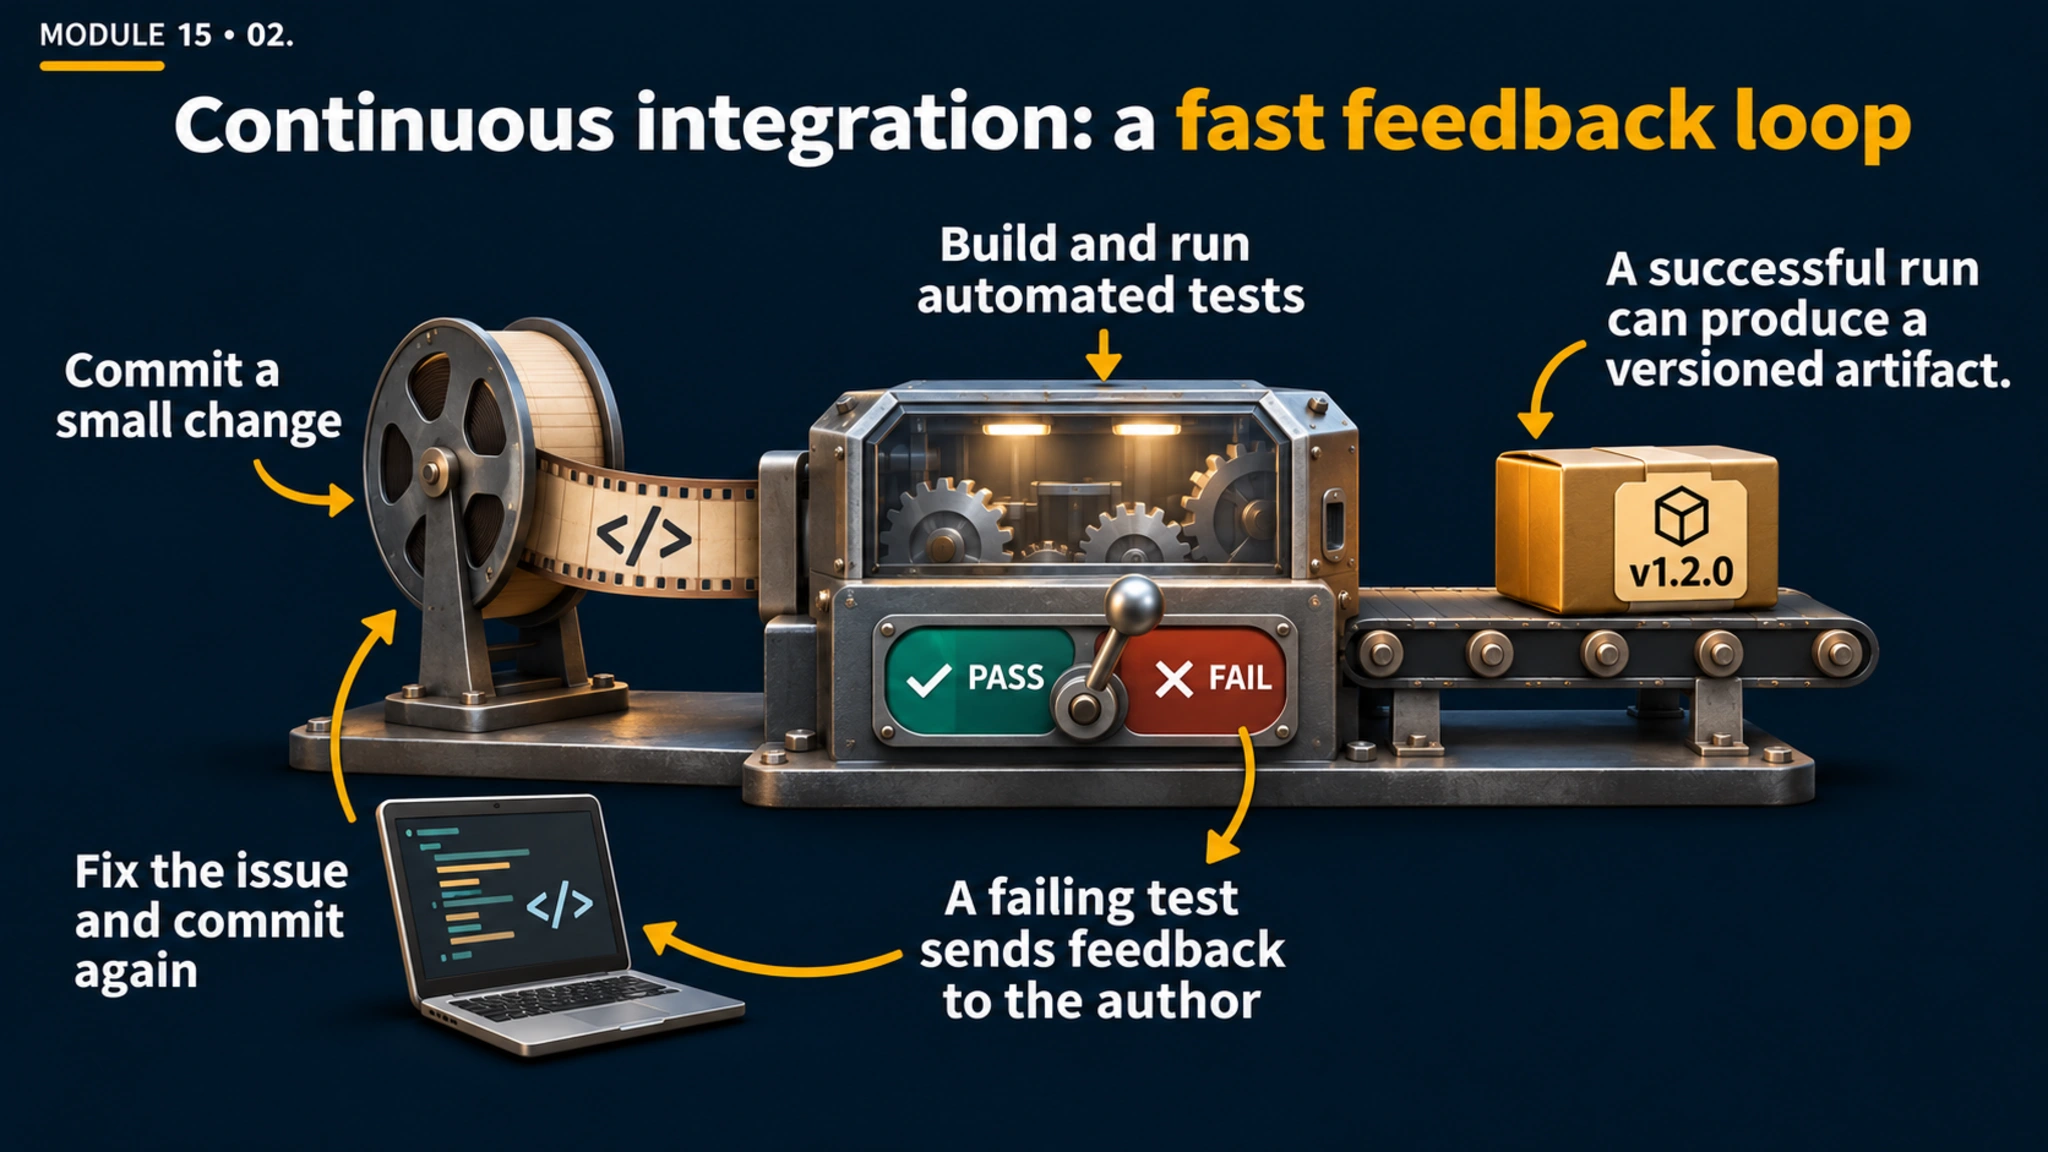 MODULE 15 • 02.
Continuous integration: a fast feedback loop
Build and run
automated tests
A successful run
can produce a
versioned artifact.
Commit a
small change
</>
v1.2.0
PASS
FAIL
Fix the issue
and commit
again
</>
A failing test
sends feedback
to the author